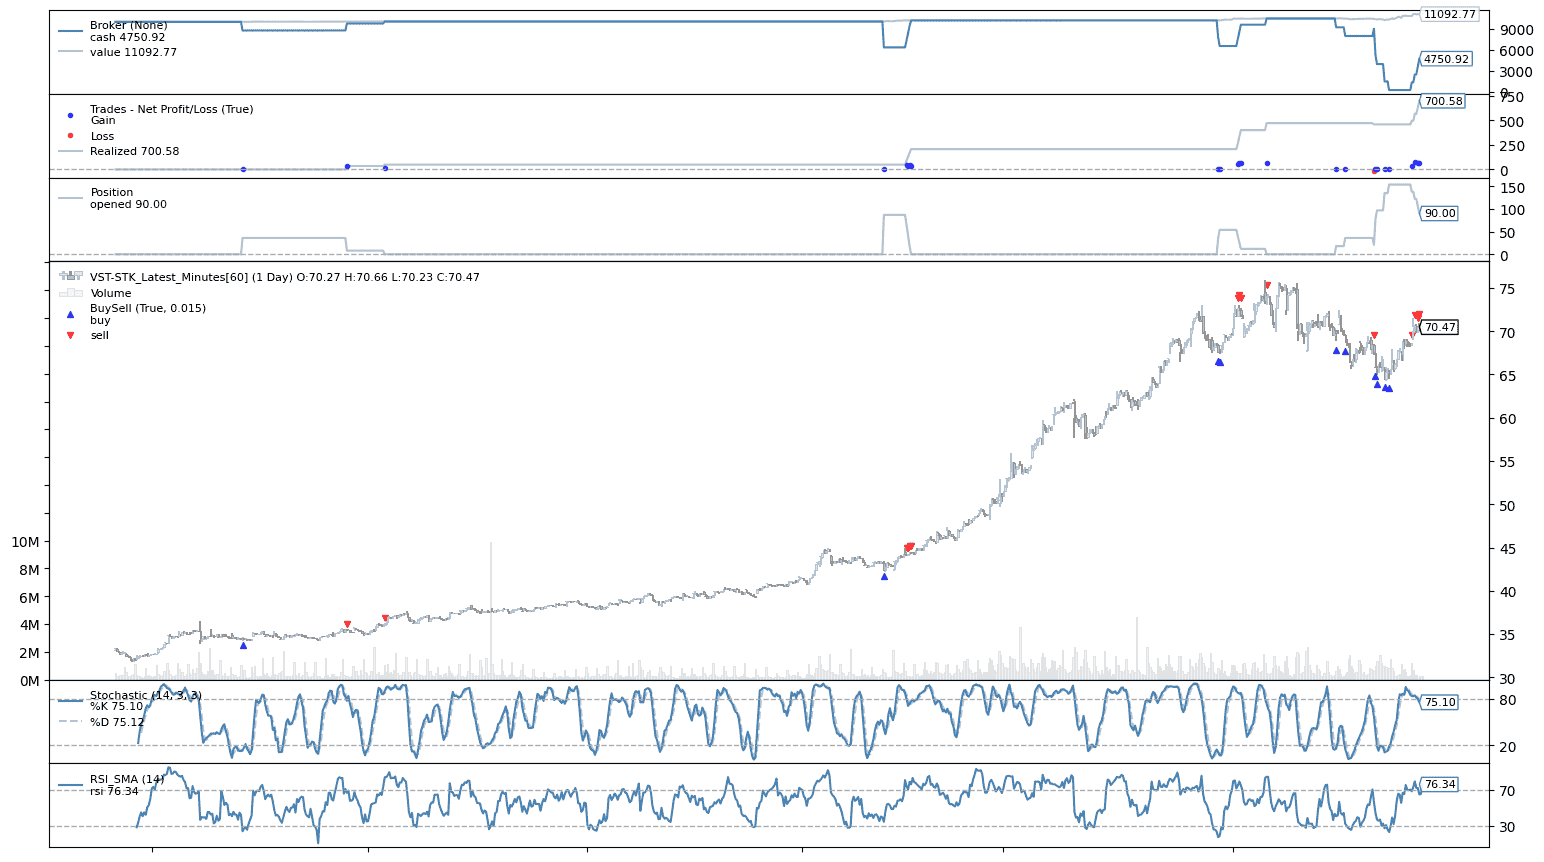 Broker (None)
cash 4750.92
value 11092.77
11092.77
9000
6000
4750.92
3000
0
Trades - Net Profit/Loss (True)
Gain
Loss
Realized 700.58
750
700.58
500
250
0
Position
opened 90.00
150
100
90.00
50
0
VST-STK_Latest_Minutes[60] (1 Day) O:70.27 H:70.66 L:70.23 C:70.47
Volume
BuySell (True, 0.015)
buy
sell
75
70.47
70
65
60
55
50
45
40
35
30
10M
8M
6M
4M
2M
0M
Stochastic (14, 3, 3)
%K 75.10
%D 75.12
80
75.10
20
RSI_SMA (14)
rsi 76.34
76.34
70
30